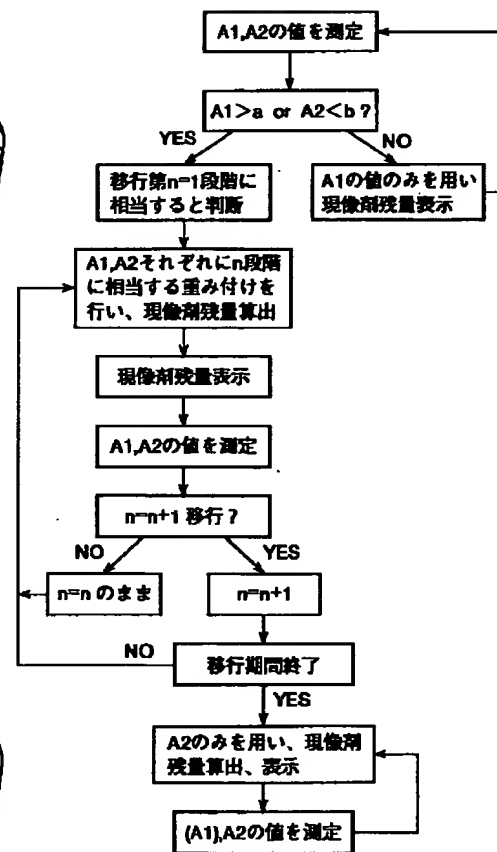 A1,A2の値を測定
A1>a or A2<b?
YES
NO
移行第n=1段階に
相当すると判断
A1の値のみを用い
現像剤残量表示
A1,A2それぞれにn段階
に相当する重み付けを
行い、現像剤残量算出
現像剤残量表示
A1,A2の値を測定
n=n+1 移行?
NO
YES
n=n のまま
n=n+1
NO
移行期間終了
YES
A2のみを用い、現像剤
残量算出、表示
(A1),A2の値を測定